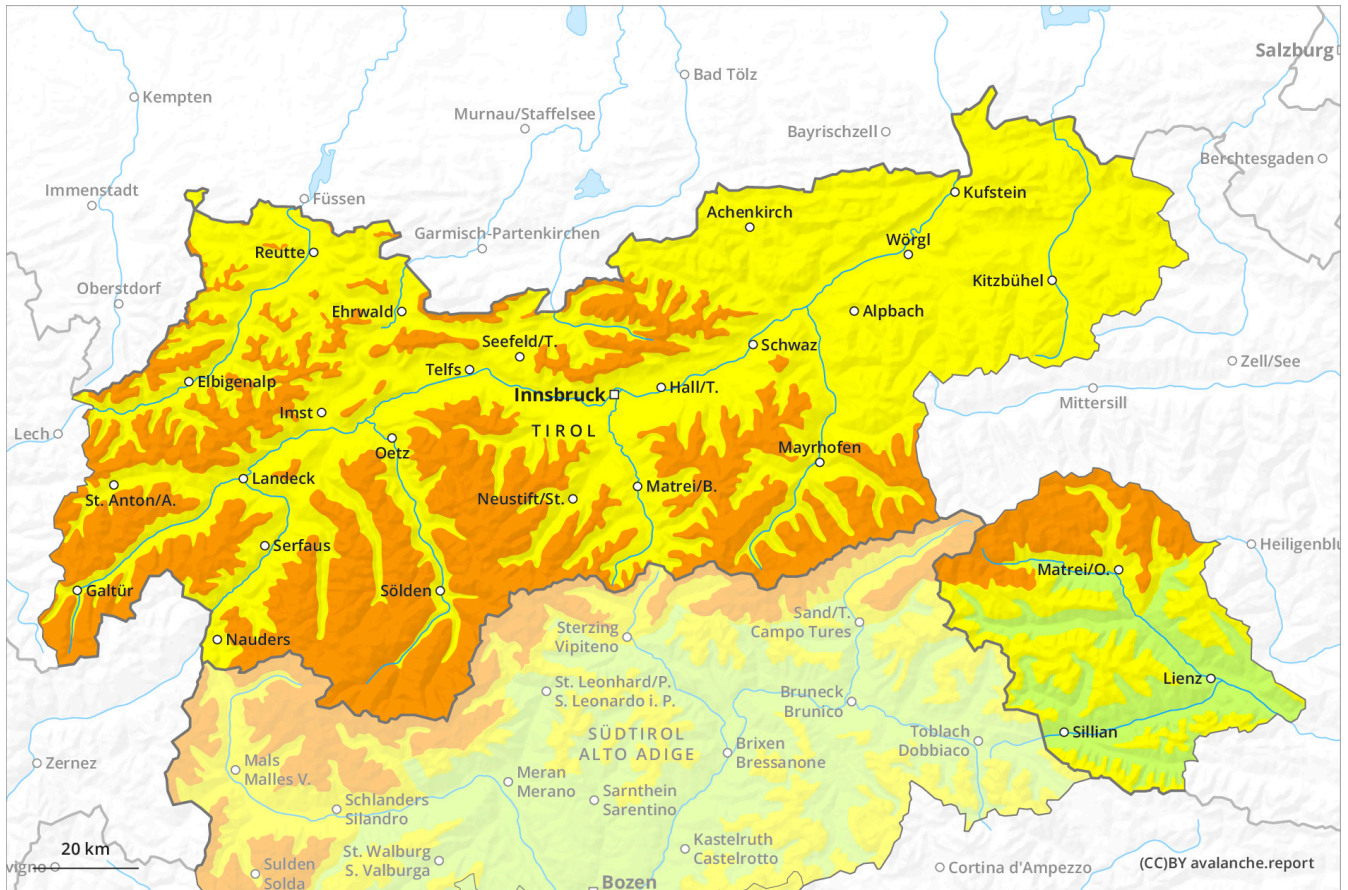 Salzburg
Bad Tölz
Kempten
Murnau/Staffelsee
Bayrischzell
Berchtesgaden
Immenstadt
Füssen
Kufstein
Achenkirch
Garmisch-Partenkirchen
Wörgl
Reutte
Kitzbühel
Oberstdorf
Ehrwald
Alpbach
Seefeld/T.
Schwaz
Zell/See
Telfs
Elbigenalp
Hall/T.
Innsbruck
Mittersill
Imst
TIROL
Lech
Oetz
Mayrhofen
Landeck
Matrei/B.
St. Anton/A.
Neustift/St.
Serfaus
Heiligenblu
Matrei/O.
Galtür
Sölden
Sand/T.
Campo Tures
Sterzing
Vipiteno
Nauders
Lienz
St. Leonhard/P.
S. Leonardo i. P.
Bruneck
Brunico
SÜDTIROL
ALTO ADIGE
Toblach
Dobbiaco
Sillian
Brixen
Bressanone
Zernez
Mals
Malles V.
Meran
Merano
Sarnthein
Sarentino
Schlanders
Silandro
Kastelruth
Castelrotto
20 km
St. Walburg
S. Valburga
vigno
Sulden
Solda
Cortina d'Ampezzo
(CC)BY avalanche.report
Bozen